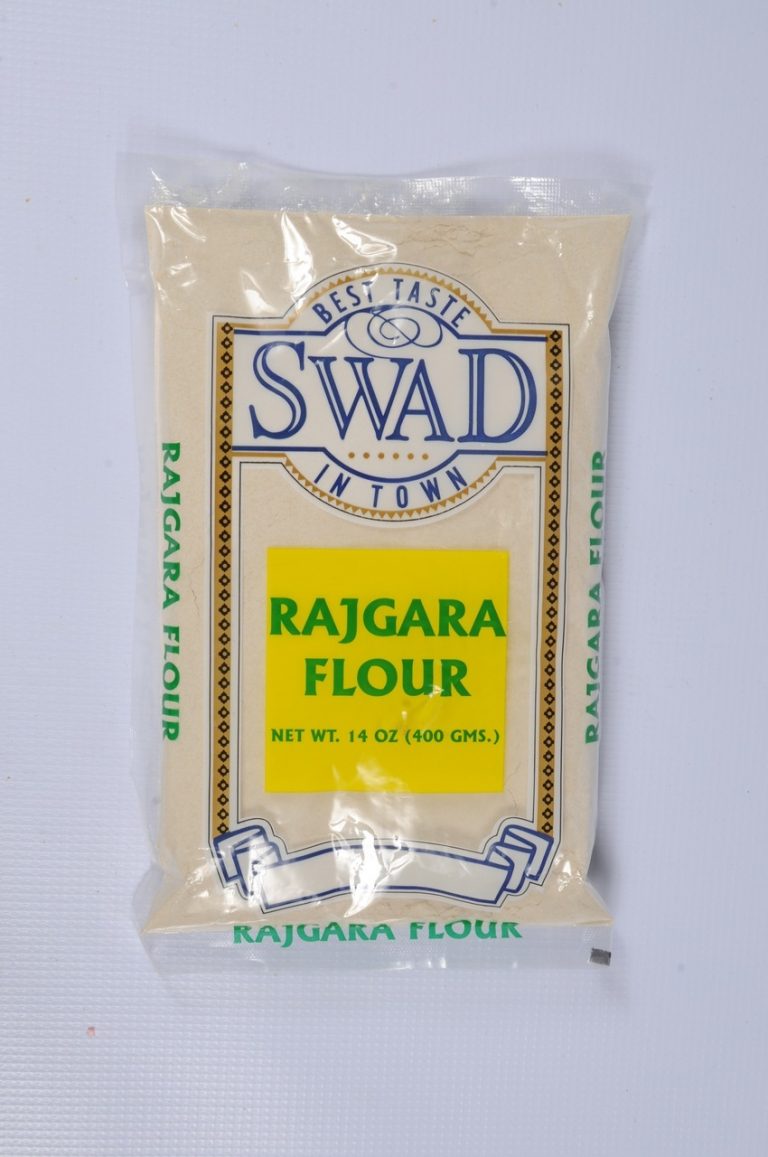 BEST TASTE
SWAD
IN TOWN
RAJGARA
FLOUR
NET WT. 14 OZ (400 GMS.)
RAJGARA FLOUR
RAJGARA FLOUR
RAJGARA FLOUR